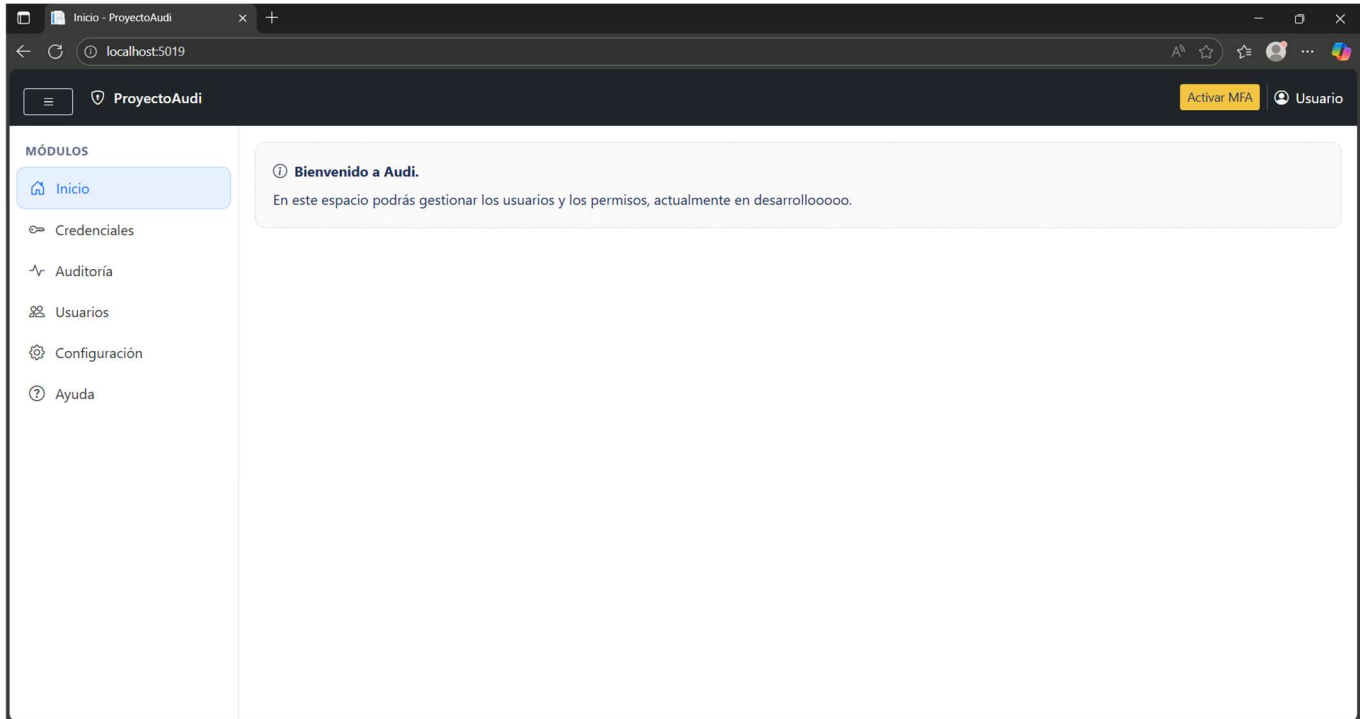 Inicio - ProyectoAudi
localhost:5019
ProyectoAudi
Activar MFA
Usuario
MÓDULOS
Inicio
Credenciales
Auditoría
Usuarios
Configuración
Ayuda
Bienvenido a Audi.
En este espacio podrás gestionar los usuarios y los permisos, actualmente en desarrollooooo.